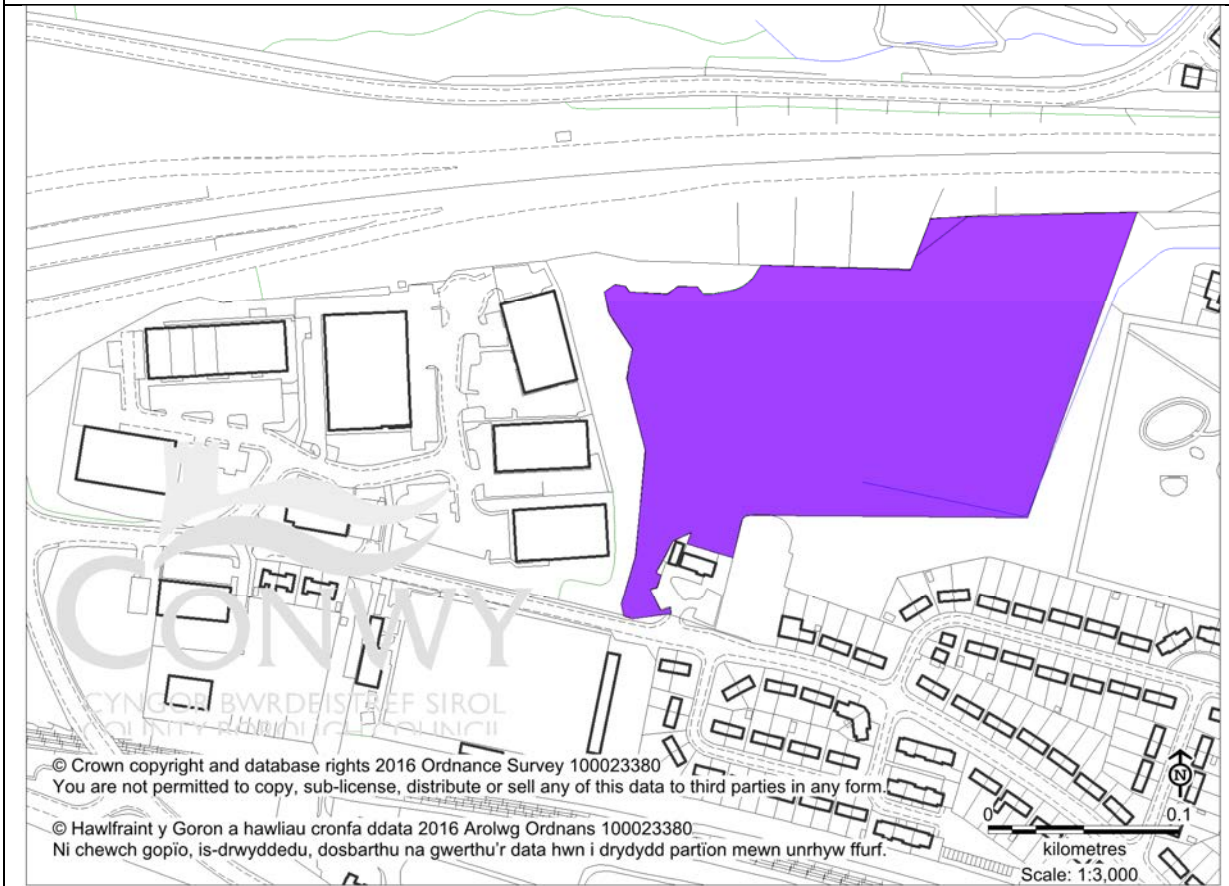 CONWY
CYNGOR BWRDEISTREF SIROL
COUNTY BOROUGH COUNCIL
© Crown copyright and database rights 2016 Ordnance Survey 100023380
You are not permitted to copy, sub-license, distribute or sell any of this data to third parties in any form.
© Hawlfraint y Goron a hawliau cronfa ddata 2016 Arolwg Ordnans 100023380
Ni chewch gopïo, is-drwyddedu, dosbarthu na gwerthu'r data hwn i drydydd partïon mewn unrhyw ffurf.
N
0 0.1
kilometres
Scale: 1:3,000